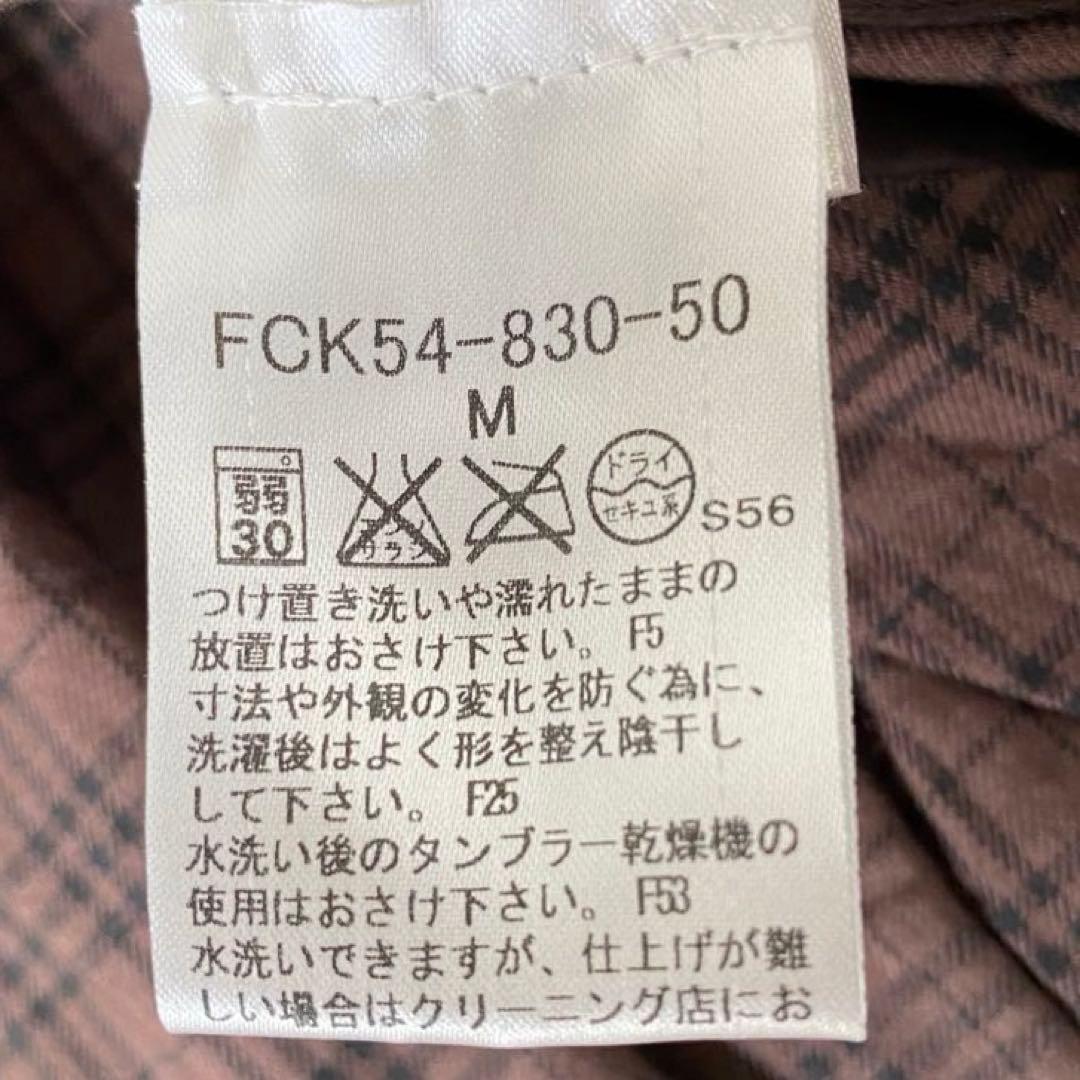 FCK54-830-50
M
弱
30
エンソ
サラシ
ドライ
セキユ系
S56
つけ置き洗いや濡れたままの
放置はおさけ下さい。 F5
寸法や外観の変化を防ぐ為に、
洗濯後はよく形を整え陰干し
して下さい。 F25
水洗い後のタンブラー乾燥機の
使用はおさけ下さい。 F53
水洗いできますが、仕上げが難
しい場合はクリーニング店にお